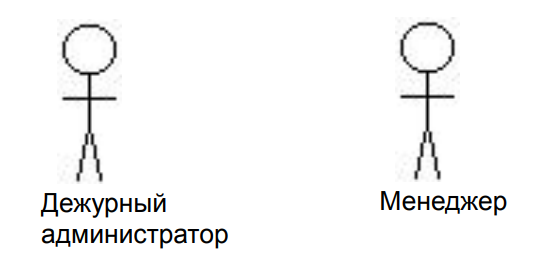 Дежурный
администратор
Менеджер